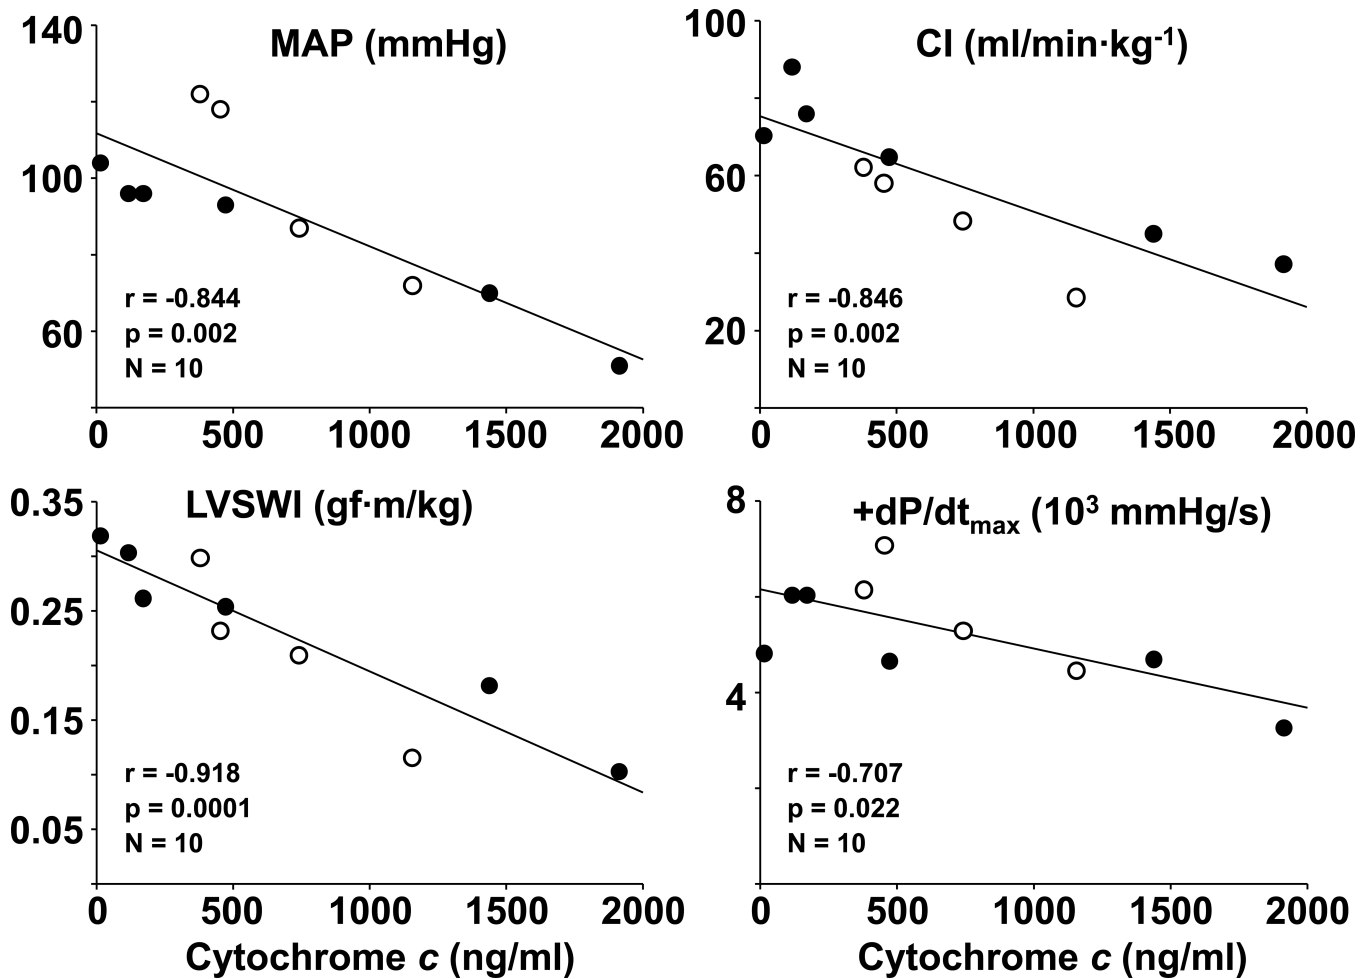 MAP (mmHg)
140
100
60
r = -0.844
p = 0.002
N = 10
0 500 1000 1500 2000
CI (ml/min·kg⁻¹)
100
60
20
r = -0.846
p = 0.002
N = 10
0 500 1000 1500 2000
LVSWI (gf·m/kg)
0.35
0.25
0.15
0.05
r = -0.918
p = 0.0001
N = 10
0 500 1000 1500 2000
Cytochrome c (ng/ml)
+dP/dtmax (10³ mmHg/s)
8
4
r = -0.707
p = 0.022
N = 10
0 500 1000 1500 2000
Cytochrome c (ng/ml)